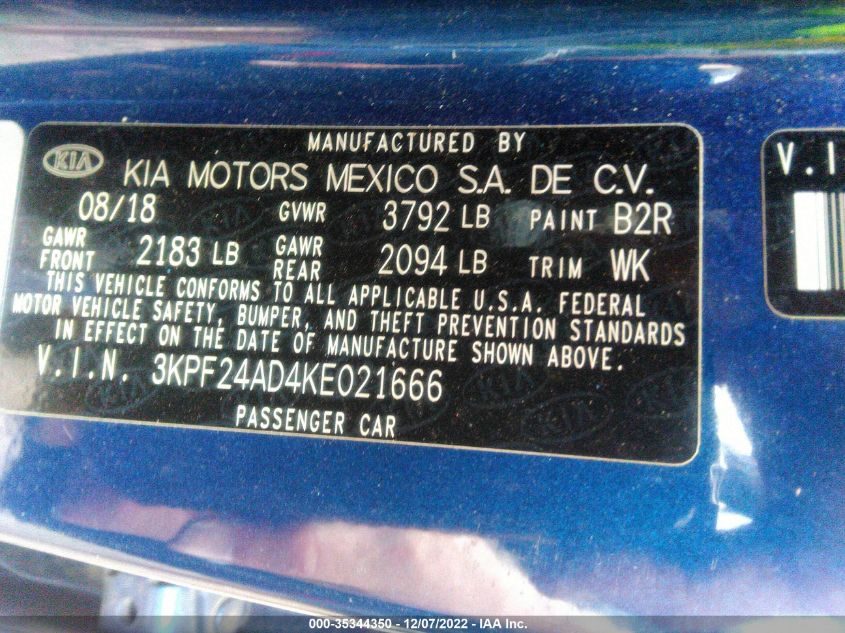 MANUFACTURED BY
KIA KIA MOTORS MEXICO S.A. DE C.V.
08/18 GVWR 3792 LB PAINT B2R
GAWR FRONT 2183 LB GAWR REAR 2094 LB TRIM WK
THIS VEHICLE CONFORMS TO ALL APPLICABLE U.S.A. FEDERAL
MOTOR VEHICLE SAFETY, BUMPER, AND THEFT PREVENTION STANDARDS
IN EFFECT ON THE DATE OF MANUFACTURE SHOWN ABOVE.
V.I.N. 3KPF24AD4KE021666
PASSENGER CAR
V.I
000-35344350 - 12/07/2022 - IAA Inc.